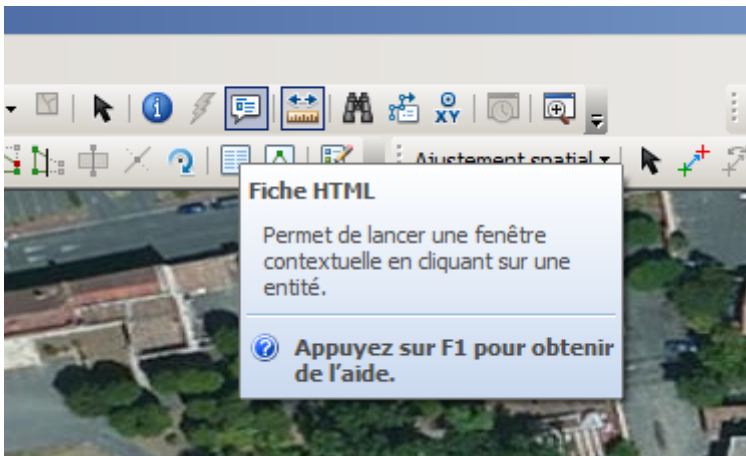 XY
Ajustement spatial
Fiche HTML
Permet de lancer une fenêtre
contextuelle en cliquant sur une
entité.
Appuyez sur F1 pour obtenir
de l'aide.